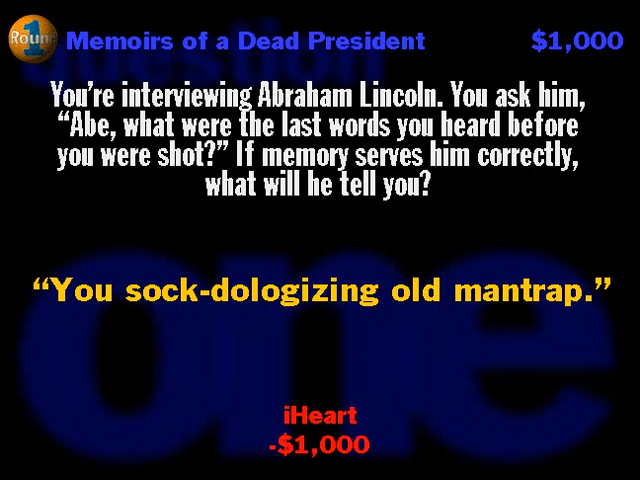 Round 1
Memoirs of a Dead President $1,000
question
You're interviewing Abraham Lincoln. You ask him,
“Abe, what were the last words you heard before
you were shot?” If memory serves him correctly,
what will he tell you?
“You sock-dologizing old mantrap.”
one
iHeart
-$1,000